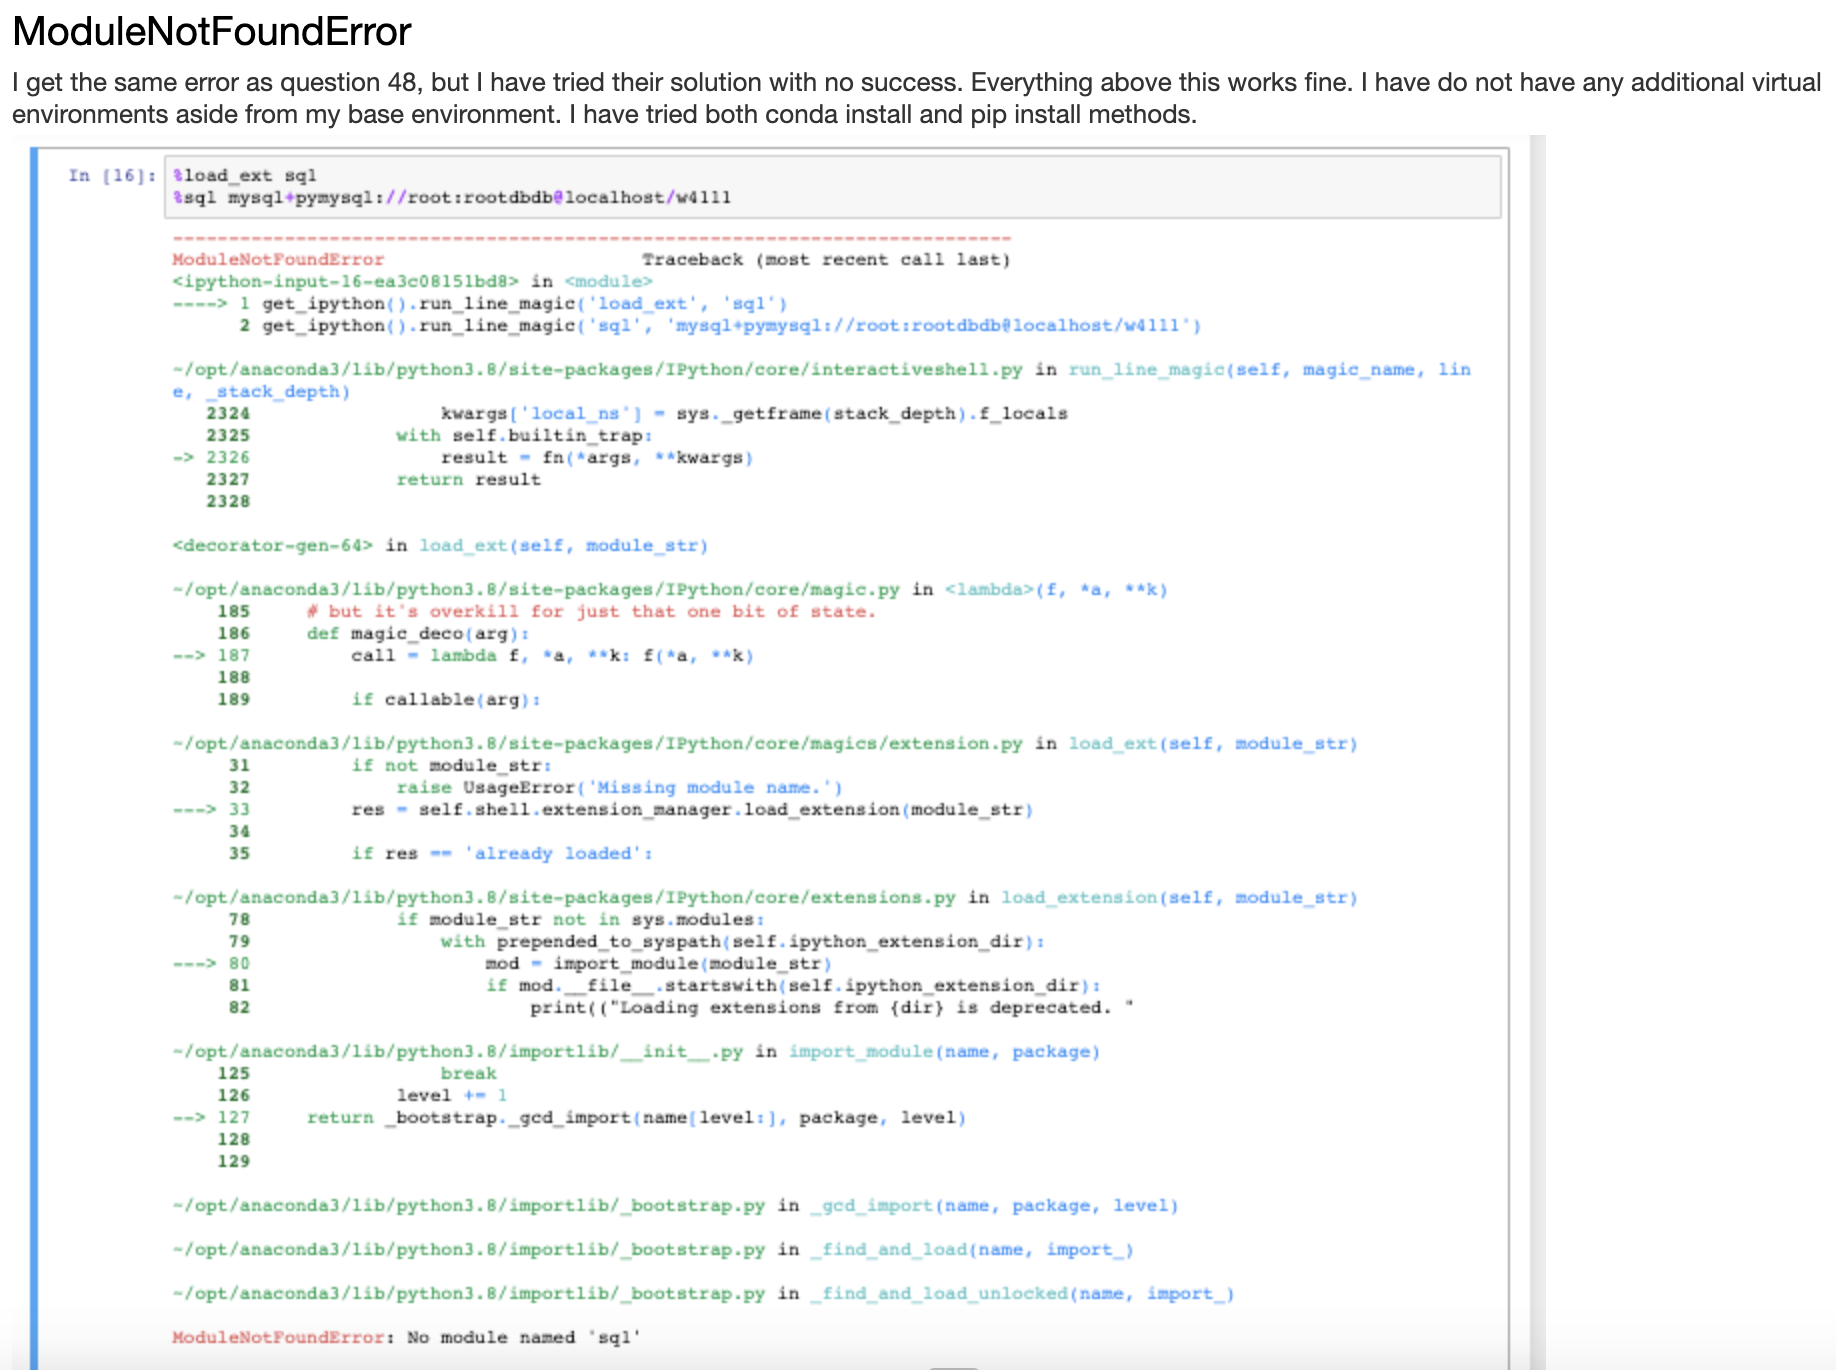 ModuleNotFoundError
I get the same error as question 48, but I have tried their solution with no success. Everything above this works fine. I have do not have any additional virtual
environments aside from my base environment. I have tried both conda install and pip install methods.
In [16]: %load_ext sql
%sql mysql+pymysql://root:rootdbdb@localhost/w4111
---------------------------------------------------------------------------
ModuleNotFoundError                       Traceback (most recent call last)
<ipython-input-16-ea3c08151bd8> in <module>
----> 1 get_ipython().run_line_magic('load_ext', 'sql')
      2 get_ipython().run_line_magic('sql', 'mysql+pymysql://root:rootdbdb@localhost/w4111')
~/opt/anaconda3/lib/python3.8/site-packages/IPython/core/interactiveshell.py in run_line_magic(self, magic_name, lin
e, _stack_depth)
   2324                 kwargs['local_ns'] = sys._getframe(stack_depth).f_locals
   2325             with self.builtin_trap:
-> 2326                 result = fn(*args, **kwargs)
   2327             return result
   2328
<decorator-gen-64> in load_ext(self, module_str)
~/opt/anaconda3/lib/python3.8/site-packages/IPython/core/magic.py in <lambda>(f, *a, **k)
    185     # but it's overkill for just that one bit of state.
    186     def magic_deco(arg):
--> 187         call = lambda f, *a, **k: f(*a, **k)
    188
    189         if callable(arg):
~/opt/anaconda3/lib/python3.8/site-packages/IPython/core/magics/extension.py in load_ext(self, module_str)
     31         if not module_str:
     32             raise UsageError('Missing module name.')
---> 33         res = self.shell.extension_manager.load_extension(module_str)
     34
     35         if res == 'already loaded':
~/opt/anaconda3/lib/python3.8/site-packages/IPython/core/extensions.py in load_extension(self, module_str)
     78             if module_str not in sys.modules:
     79                 with prepended_to_syspath(self.ipython_extension_dir):
---> 80                     mod = import_module(module_str)
     81                     if mod.__file__.startswith(self.ipython_extension_dir):
     82                         print(("Loading extensions from {dir} is deprecated. "
~/opt/anaconda3/lib/python3.8/importlib/__init__.py in import_module(name, package)
    125                 break
    126             level += 1
--> 127     return _bootstrap._gcd_import(name[level:], package, level)
    128
    129
~/opt/anaconda3/lib/python3.8/importlib/_bootstrap.py in _gcd_import(name, package, level)
~/opt/anaconda3/lib/python3.8/importlib/_bootstrap.py in _find_and_load(name, import_)
~/opt/anaconda3/lib/python3.8/importlib/_bootstrap.py in _find_and_load_unlocked(name, import_)
ModuleNotFoundError: No module named 'sql'